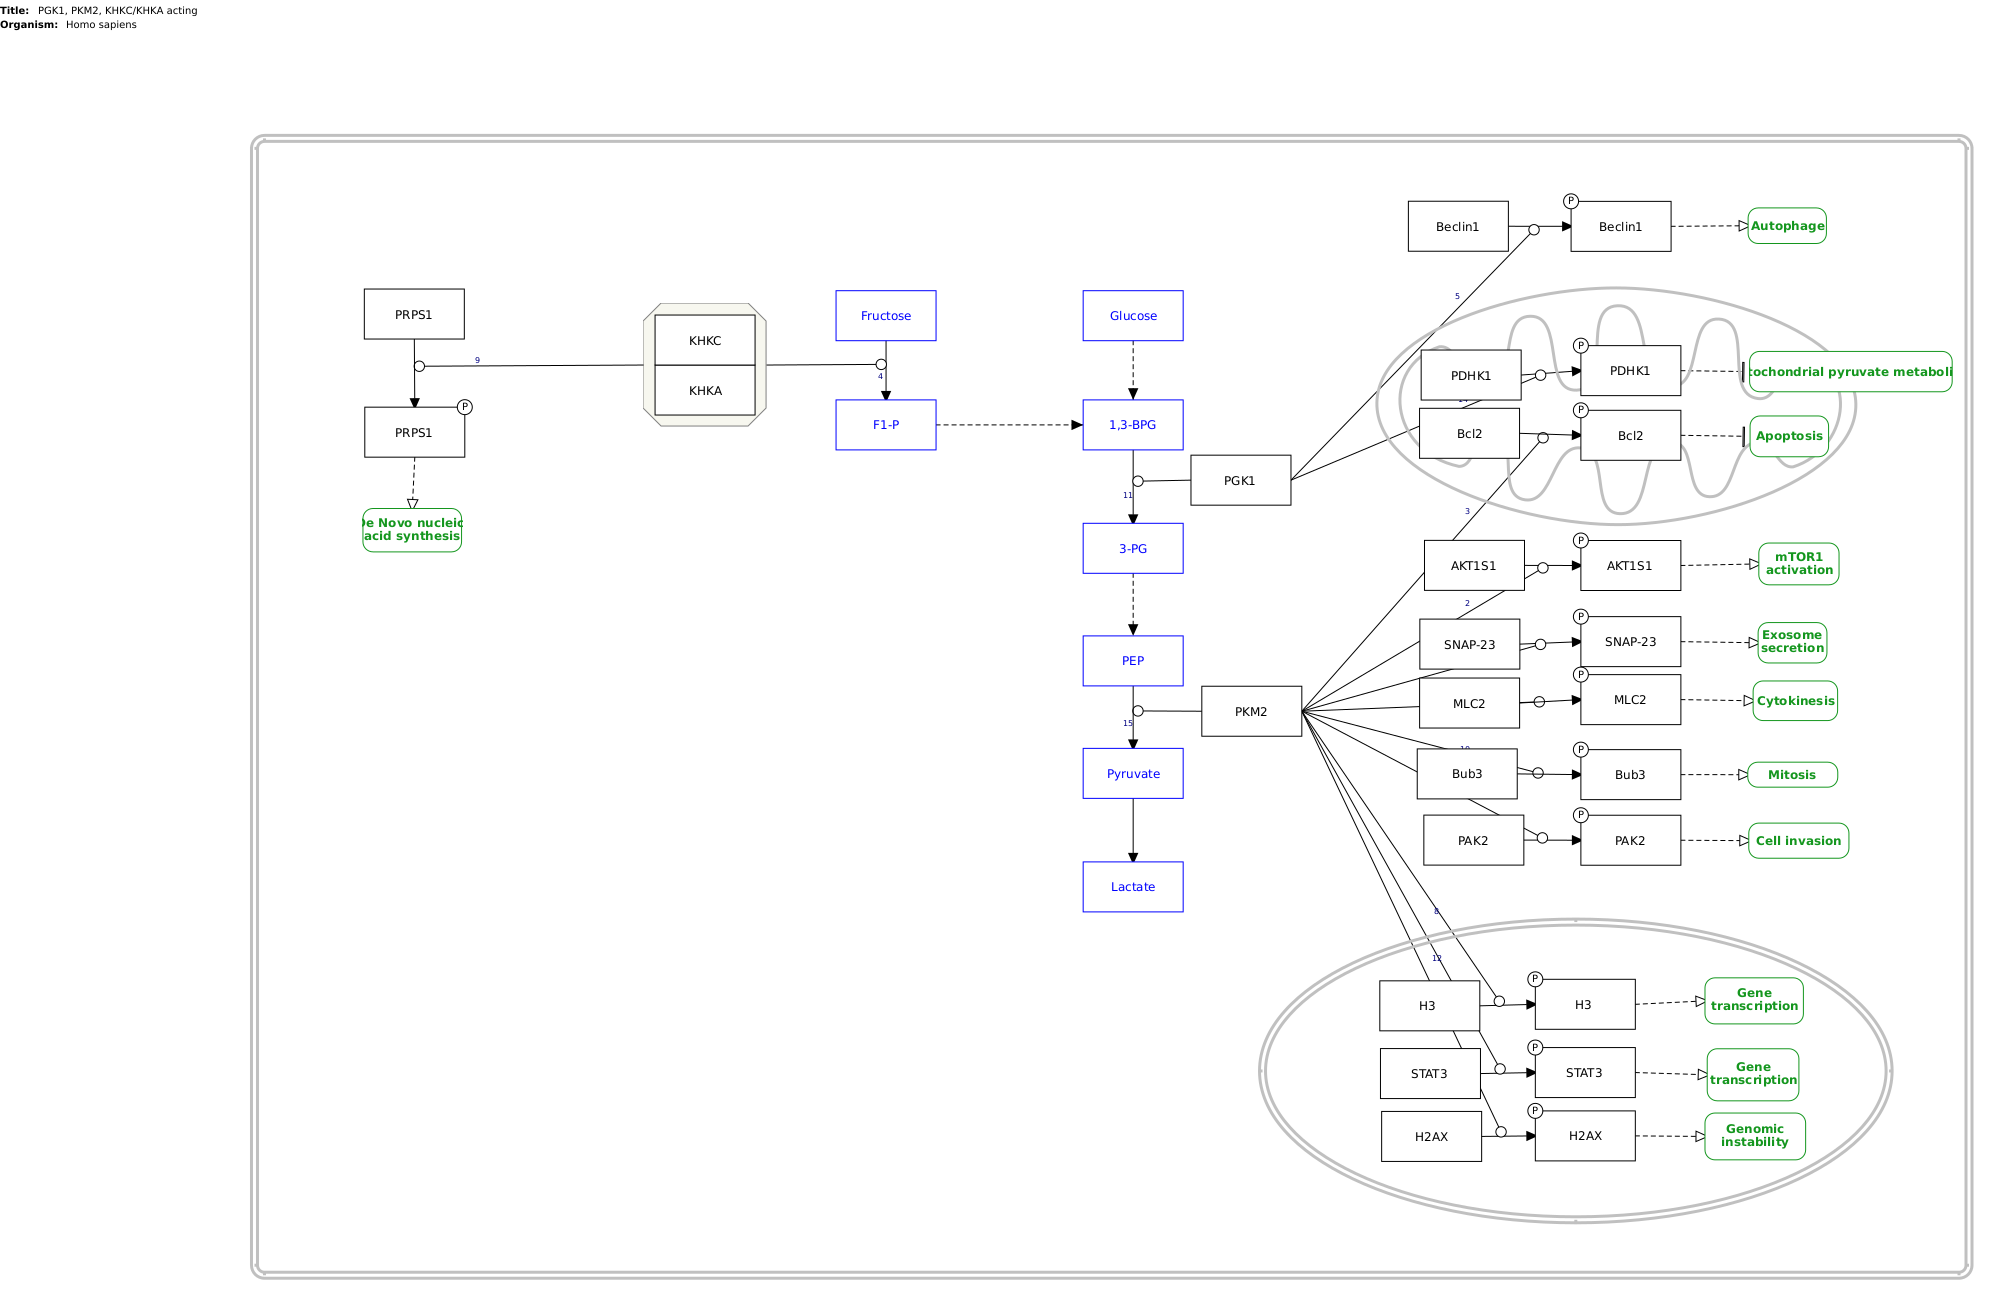 Title: PGK1, PKM2, KHKC/KHKA acting
Organism: Homo sapiens
P
Beclin1
Beclin1
Autophage
PRPS1
9
P
PRPS1
De Novo nucleic
acid synthesis
KHKC
KHKA
Fructose
4
F1-P
Glucose
1,3-BPG
11
PGK1
3-PG
PEP
15
PKM2
Pyruvate
Lactate
5
PDHK1
P
PDHK1
tochondrial pyruvate metaboli
Bcl2
P
Bcl2
Apoptosis
3
AKT1S1
P
AKT1S1
mTOR1
activation
2
SNAP-23
P
SNAP-23
Exosome
secretion
MLC2
P
MLC2
Cytokinesis
Bub3
P
Bub3
Mitosis
PAK2
P
PAK2
Cell invasion
8
12
H3
P
H3
Gene
transcription
STAT3
P
STAT3
Gene
transcription
H2AX
P
H2AX
Genomic
instability